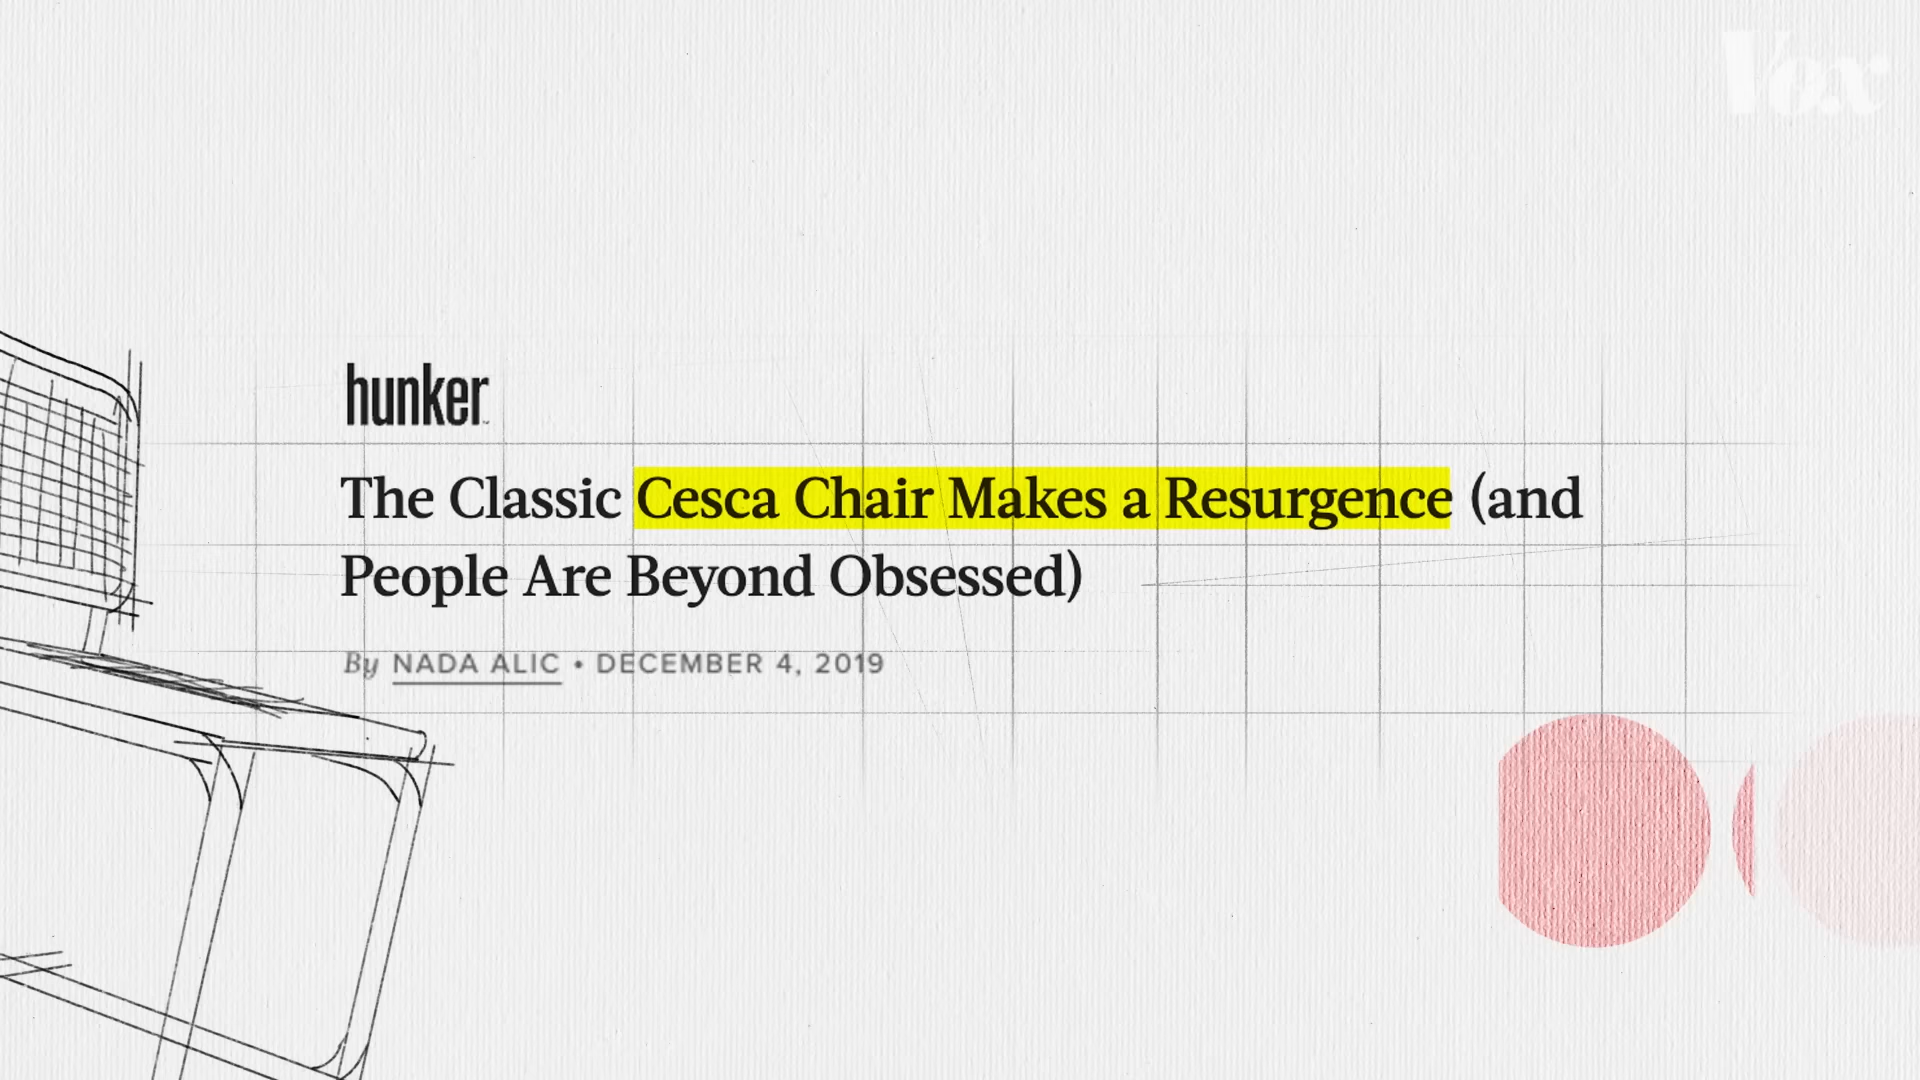 Vox
hunker
The Classic Cesca Chair Makes a Resurgence (and
People Are Beyond Obsessed)
By NADA ALIC • DECEMBER 4, 2019